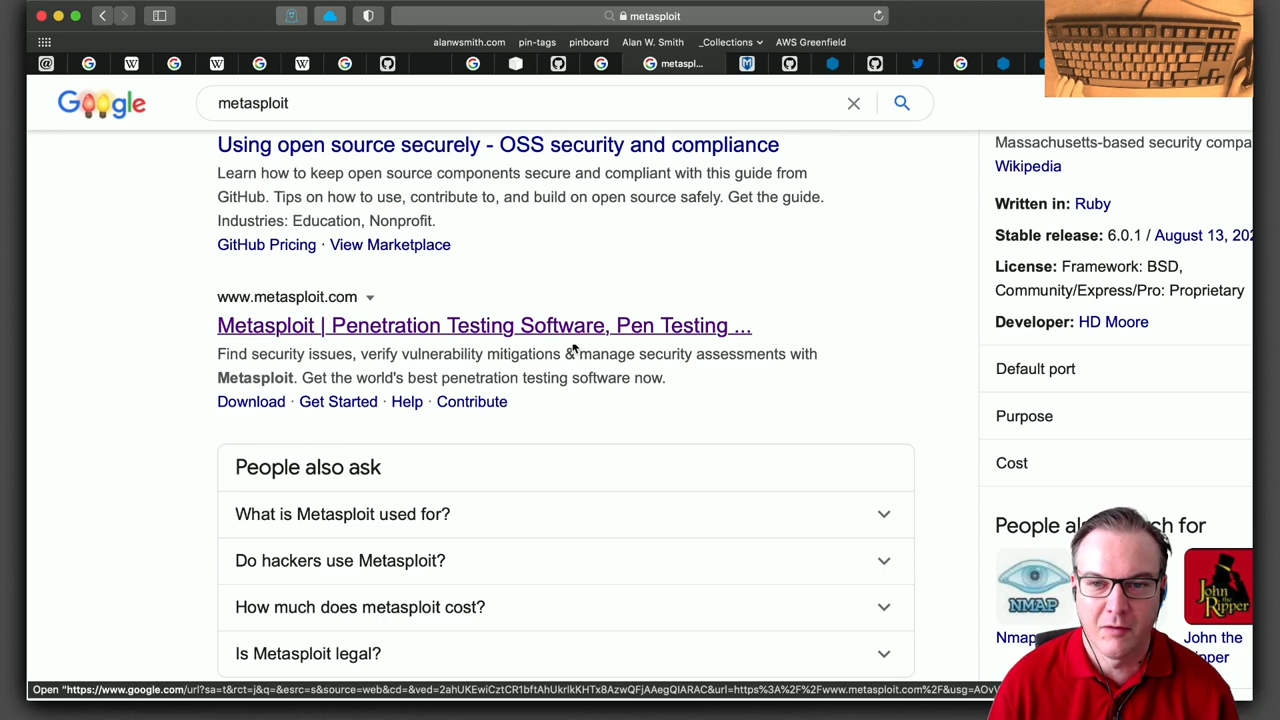 metasploit
alanwsmith.com
pin-tags
pinboard
Alan W. Smith
_Collections
AWS Greenfield
metaspl...
Google
metasploit
Using open source securely - OSS security and compliance
Learn how to keep open source components secure and compliant with this guide from
GitHub. Tips on how to use, contribute to, and build on open source safely. Get the guide.
Industries: Education, Nonprofit.
GitHub Pricing · View Marketplace
www.metasploit.com
Metasploit | Penetration Testing Software, Pen Testing ...
Find security issues, verify vulnerability mitigations & manage security assessments with
Metasploit. Get the world's best penetration testing software now.
Download · Get Started · Help · Contribute
People also ask
What is Metasploit used for?
Do hackers use Metasploit?
How much does metasploit cost?
Is Metasploit legal?
Massachusetts-based security compa
Wikipedia
Written in: Ruby
Stable release: 6.0.1 / August 13, 202
License: Framework: BSD,
Community/Express/Pro: Proprietary
Developer: HD Moore
Default port
Purpose
Cost
People al ch for
NMAP
John the Ripper
Nmap
John the
ipper
Open "https://www.google.com/url?sa=t&rct=j&q=&esrc=s&source=web&cd=&ved=2ahUKEwiCztCR1bftAhUkrlkKHTx8AzwQFjAAegQIARAC&url=https%3A%2F%2Fwww.metasploit.com%2F&usg=AOvV